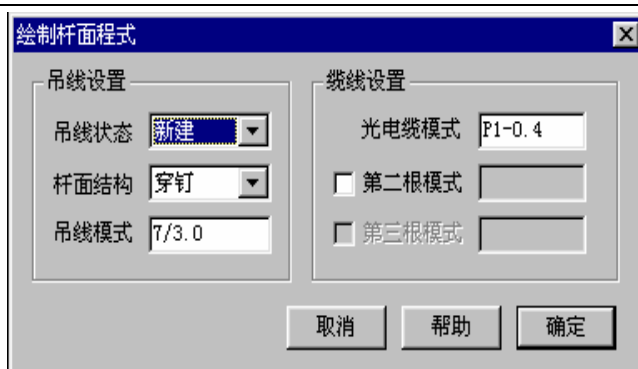 绘制杆面程式
吊线设置
吊线状态 新建
杆面结构 穿钉
吊线模式 7/3.0
缆线设置
光电缆模式 P1-0.4
第二根模式
第三根模式
取消 帮助 确定